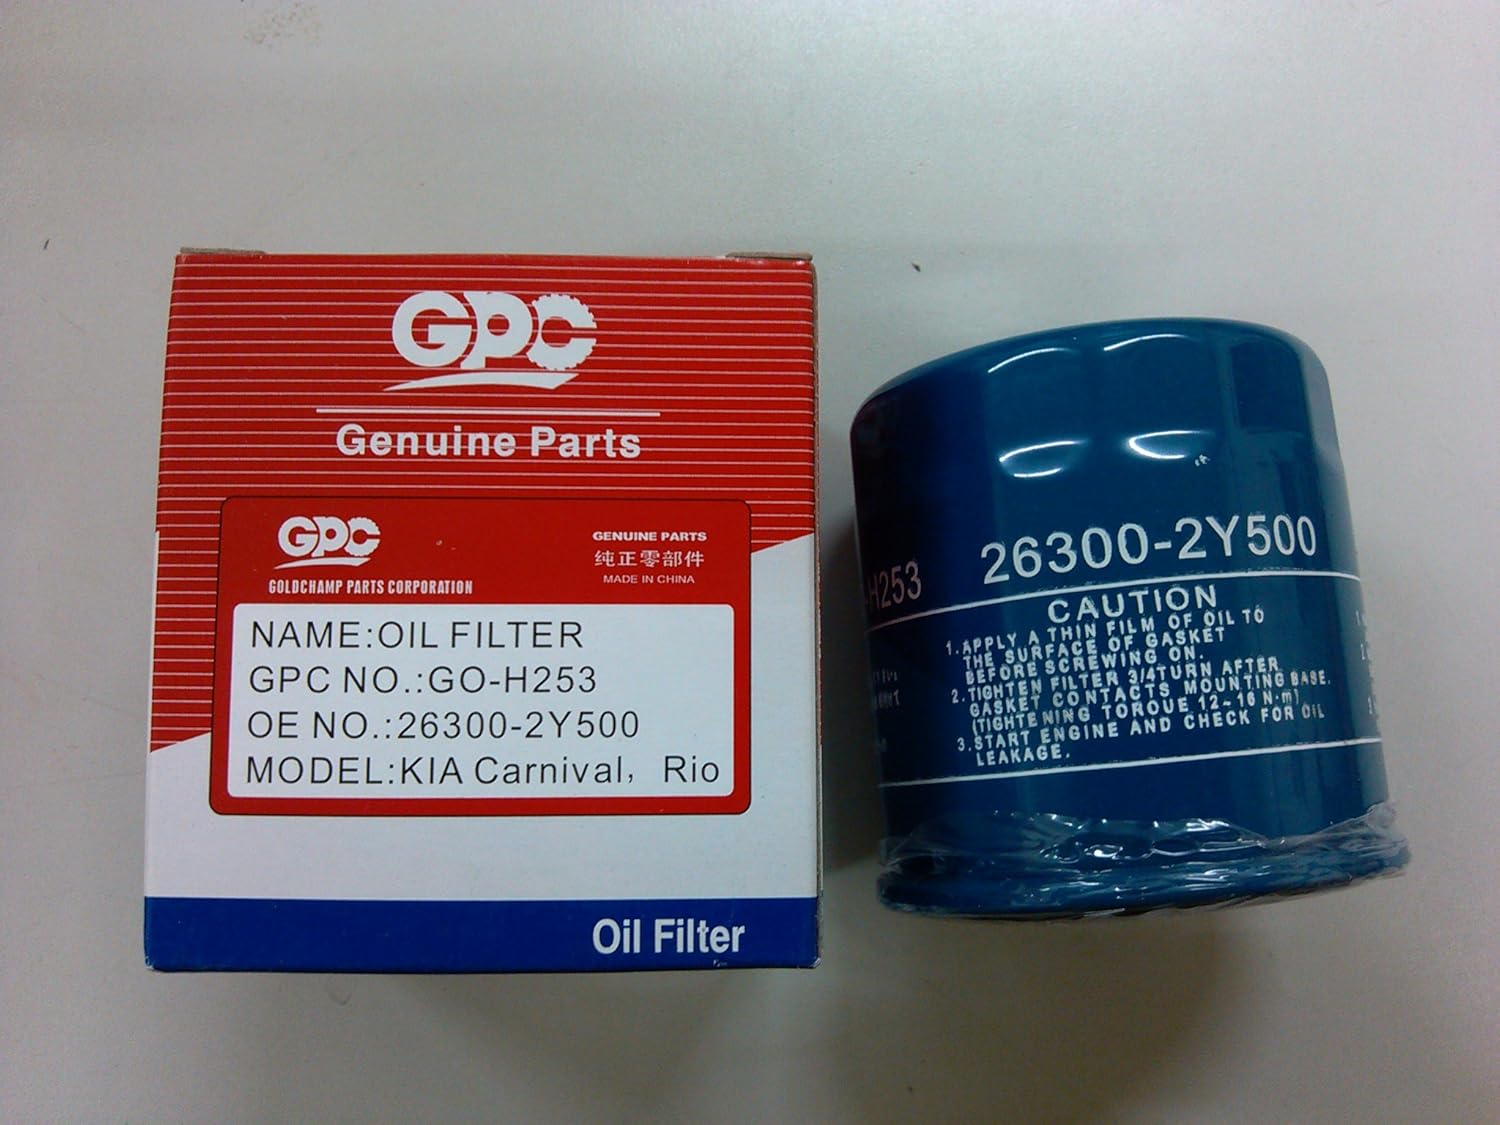 GPC
Genuine Parts
GPC
GOLDCHAMP PARTS CORPORATION
GENUINE PARTS
纯正零部件
MADE IN CHINA
NAME:OIL FILTER
GPC NO.:GO-H253
OE NO.:26300-2Y500
MODEL:KIA Carnival, Rio
Oil Filter
-H253
26300-2Y500
CAUTION
1.APPLY A THIN FILM OF OIL TO
THE SURFACE OF GASKET
BEFORE SCREWING ON.
2.TIGHTEN FILTER 3/4TURN AFTER
GASKET CONTACTS MOUNTING BASE.
(TIGHTENING TORQUE 12~16 N·m)
3.START ENGINE AND CHECK FOR OIL
LEAKAGE.